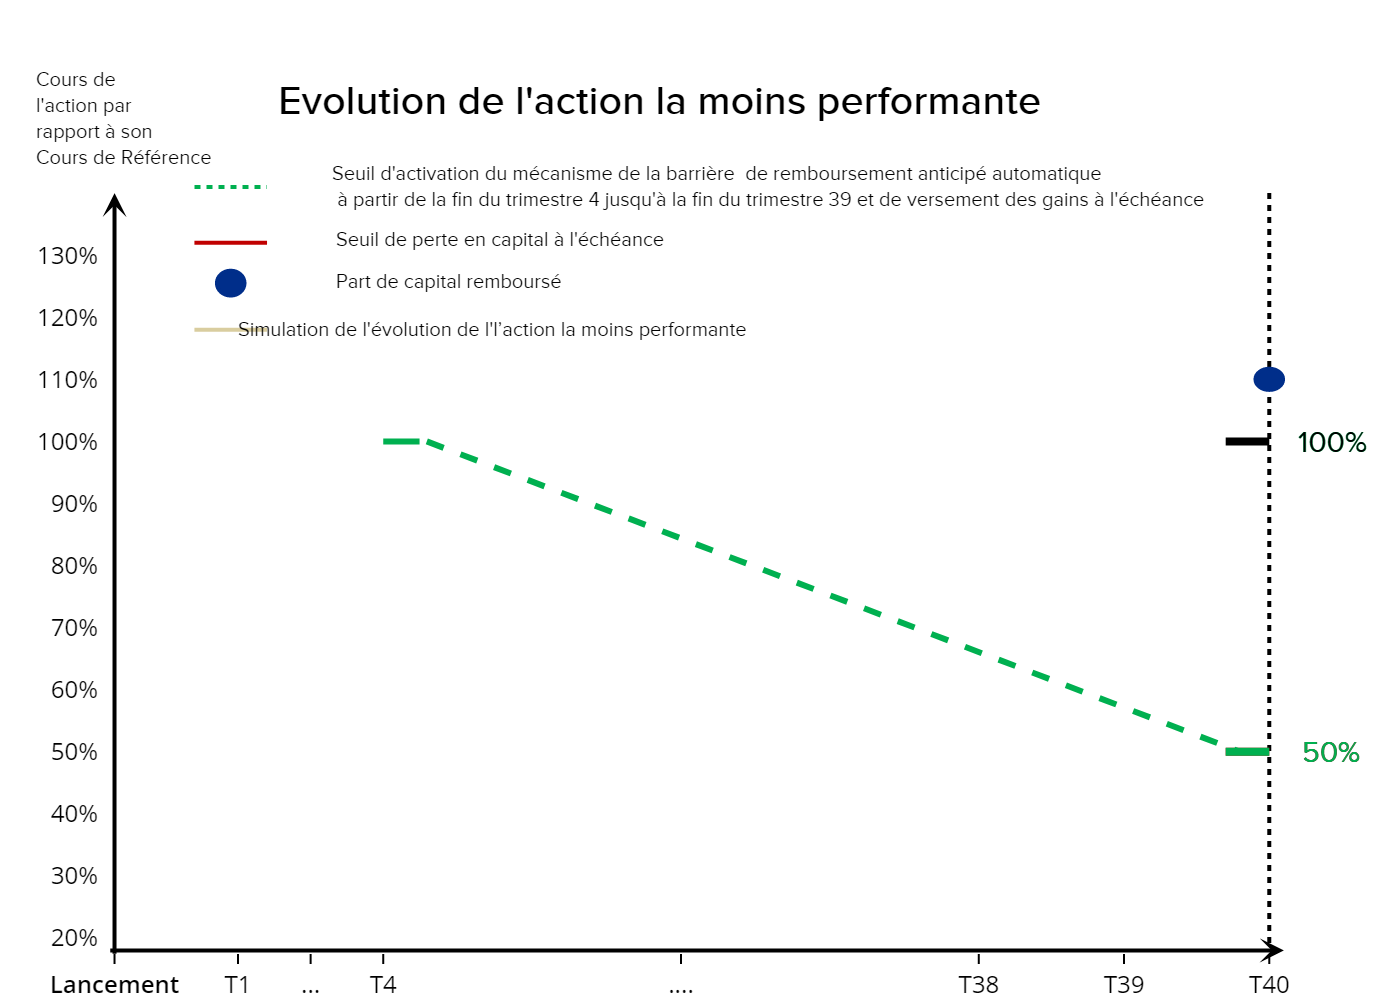 Cours de
l'action par
rapport à son
Cours de Référence
Evolution de l'action la moins performante
Seuil d'activation du mécanisme de la barrière  de remboursement anticipé automatique
à partir de la fin du trimestre 4 jusqu'à la fin du trimestre 39 et de versement des gains à l'échéance
Seuil de perte en capital à l'échéance
Part de capital remboursé
Simulation de l'évolution de l'l’action la moins performante
130%
120%
110%
100%
100%
90%
80%
70%
60%
50%
50%
40%
30%
20%
Lancement T1 ... T4 .... T38 T39 T40